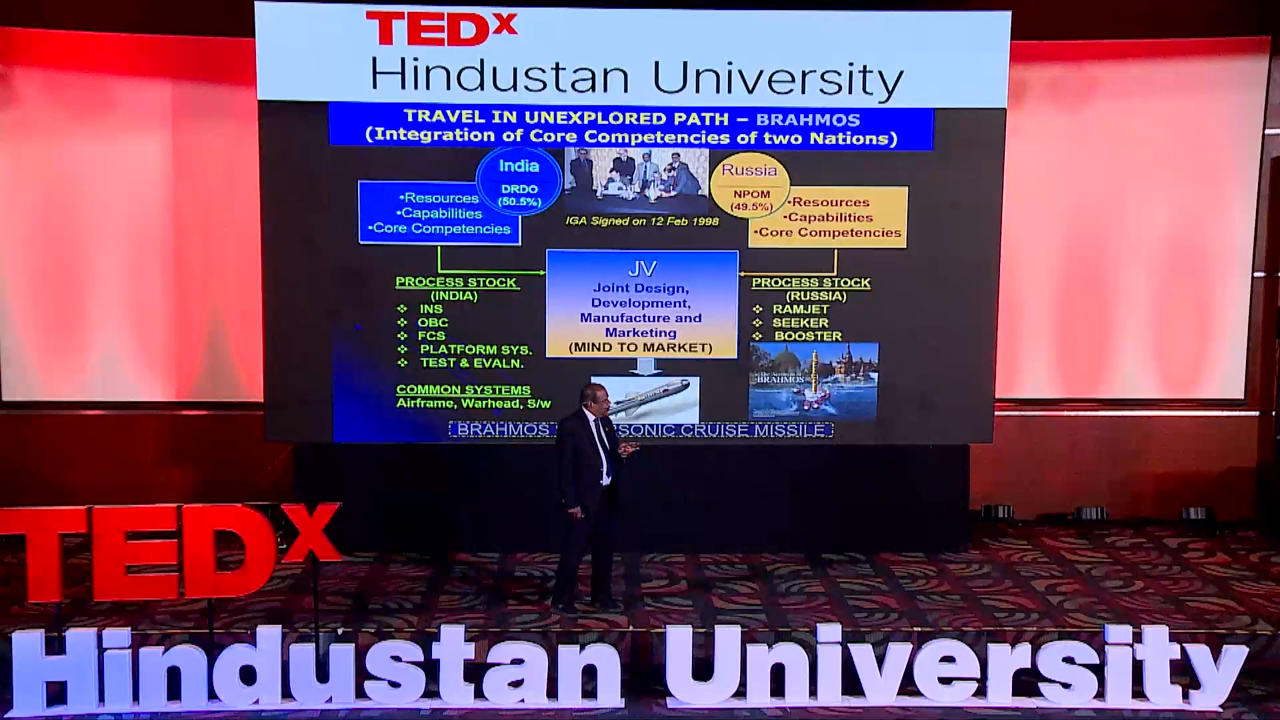 TEDx
Hindustan University
TRAVEL IN UNEXPLORED PATH – BRAHMOS
(Integration of Core Competencies of two Nations)
India
DRDO
(50.5%)
•Resources
•Capabilities
•Core Competencies
IGA Signed on 12 Feb 1998
Russia
NPOM
(49.5%)
•Resources
•Capabilities
•Core Competencies
PROCESS STOCK
(INDIA)
❖ INS
❖ OBC
❖ FCS
❖ PLATFORM SYS.
❖ TEST & EVALN.
COMMON SYSTEMS
Airframe, Warhead, S/w
JV
Joint Design,
Development,
Manufacture and
Marketing
(MIND TO MARKET)
PROCESS STOCK
(RUSSIA)
❖ RAMJET
❖ SEEKER
❖ BOOSTER
BRAHMOS
BRAHMOS SONIC CRUISE MISSILE
TEDx
Hindustan University